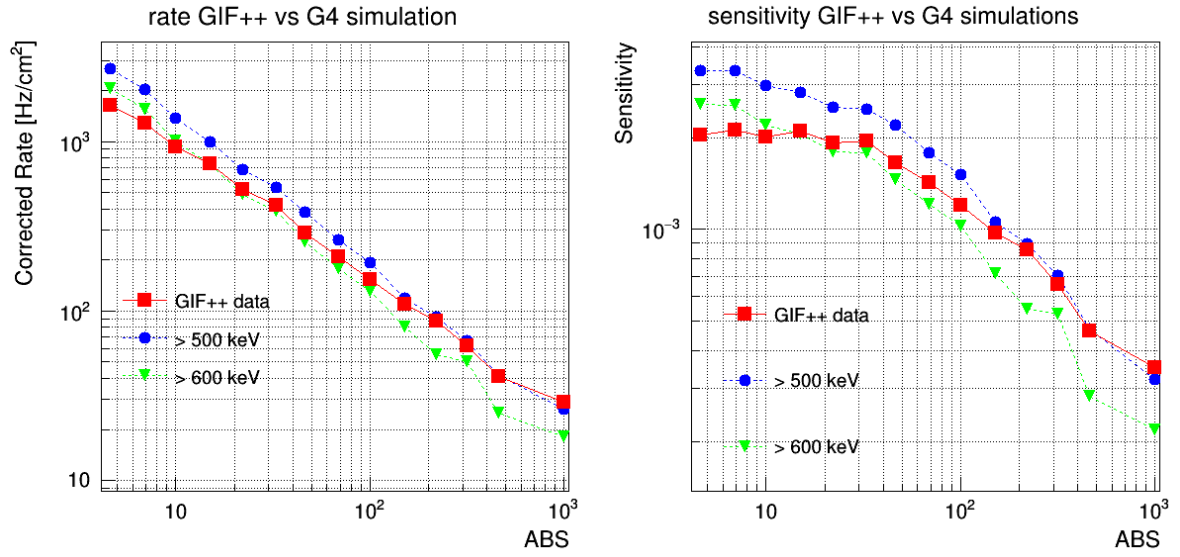 rate GIF++ vs G4 simulation
Corrected Rate [Hz/cm²]
10³
10²
10
GIF++ data
> 500 keV
> 600 keV
10
10²
10³
ABS
sensitivity GIF++ vs G4 simulations
Sensitivity
10⁻³
GIF++ data
> 500 keV
> 600 keV
10
10²
10³
ABS